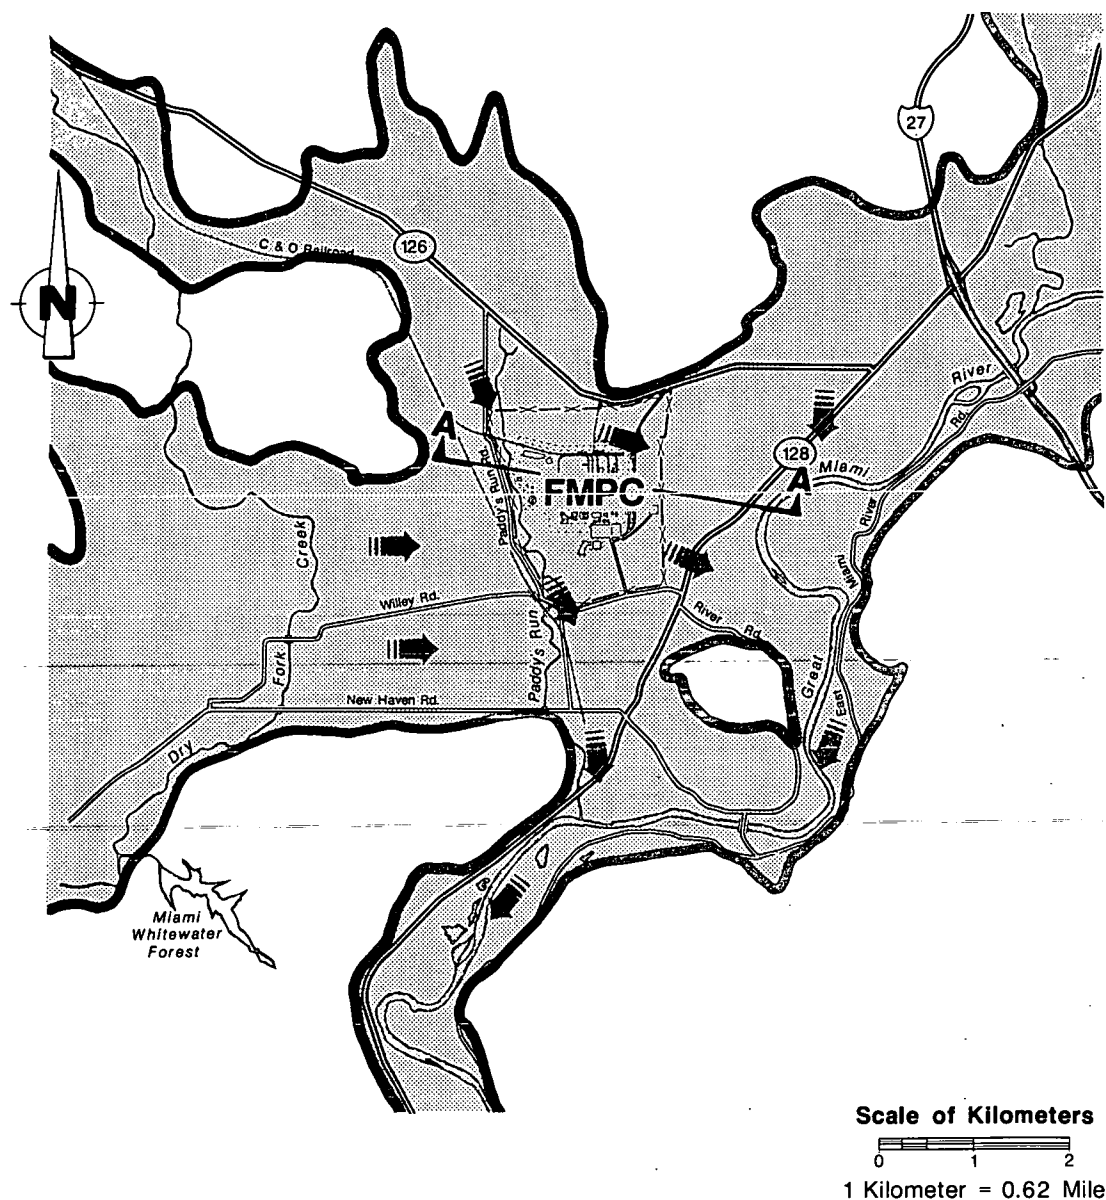 27
126
C & O Railroad
N
River
Rd.
A
128
Miami
A
Paddy's Run Rd.
FMPC
River
Miami
Creek
Willey Rd.
Paddy's Run
River Rd.
Fork
Great
New Haven Rd.
East
Dry
Miami
Whitewater
Forest
Scale of Kilometers
0 1 2
1 Kilometer = 0.62 Mile